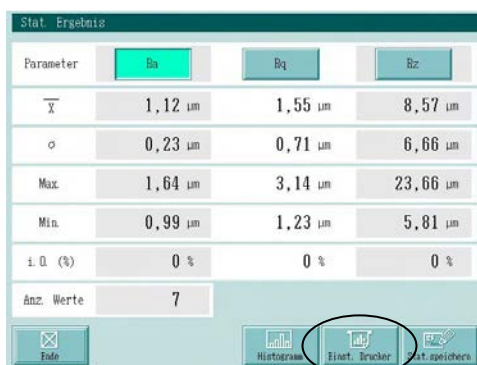 Stat. Ergebnis
Parameter Ra Rq Rz
X 1,12 µm 1,55 µm 8,57 µm
σ 0,23 µm 0,71 µm 6,66 µm
Max. 1,64 µm 3,14 µm 23,66 µm
Min. 0,99 µm 1,23 µm 5,81 µm
i.O. (%) 0 % 0 % 0 %
Anz. Werte 7
Ende Histogramm Einst. Drucker Stat.speichern